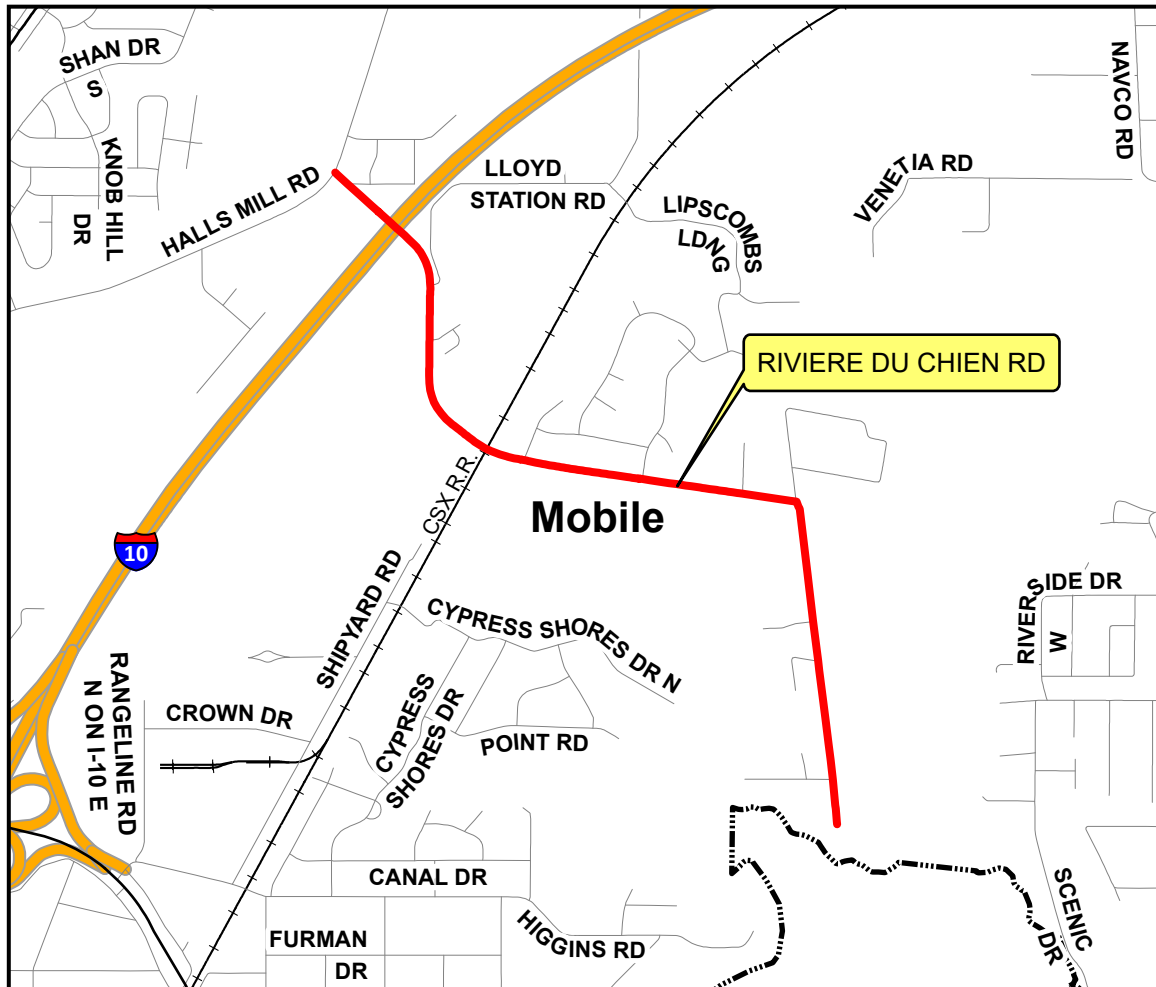 SHAN DR
S
KNOB HILL
DR
HALLS MILL RD
LLOYD
STATION RD
LIPSCOMBS
LDNG
VENETIA RD
NAVCO RD
RIVIERE DU CHIEN RD
CSX R.R.
Mobile
10
SHIPYARD RD
CYPRESS SHORES DR N
RIVERSIDE DR
W
RANGELINE RD
N ON I-10 E
CROWN DR
CYPRESS
SHORES DR
POINT RD
CANAL DR
HIGGINS RD
FURMAN
DR
SCENIC
DR